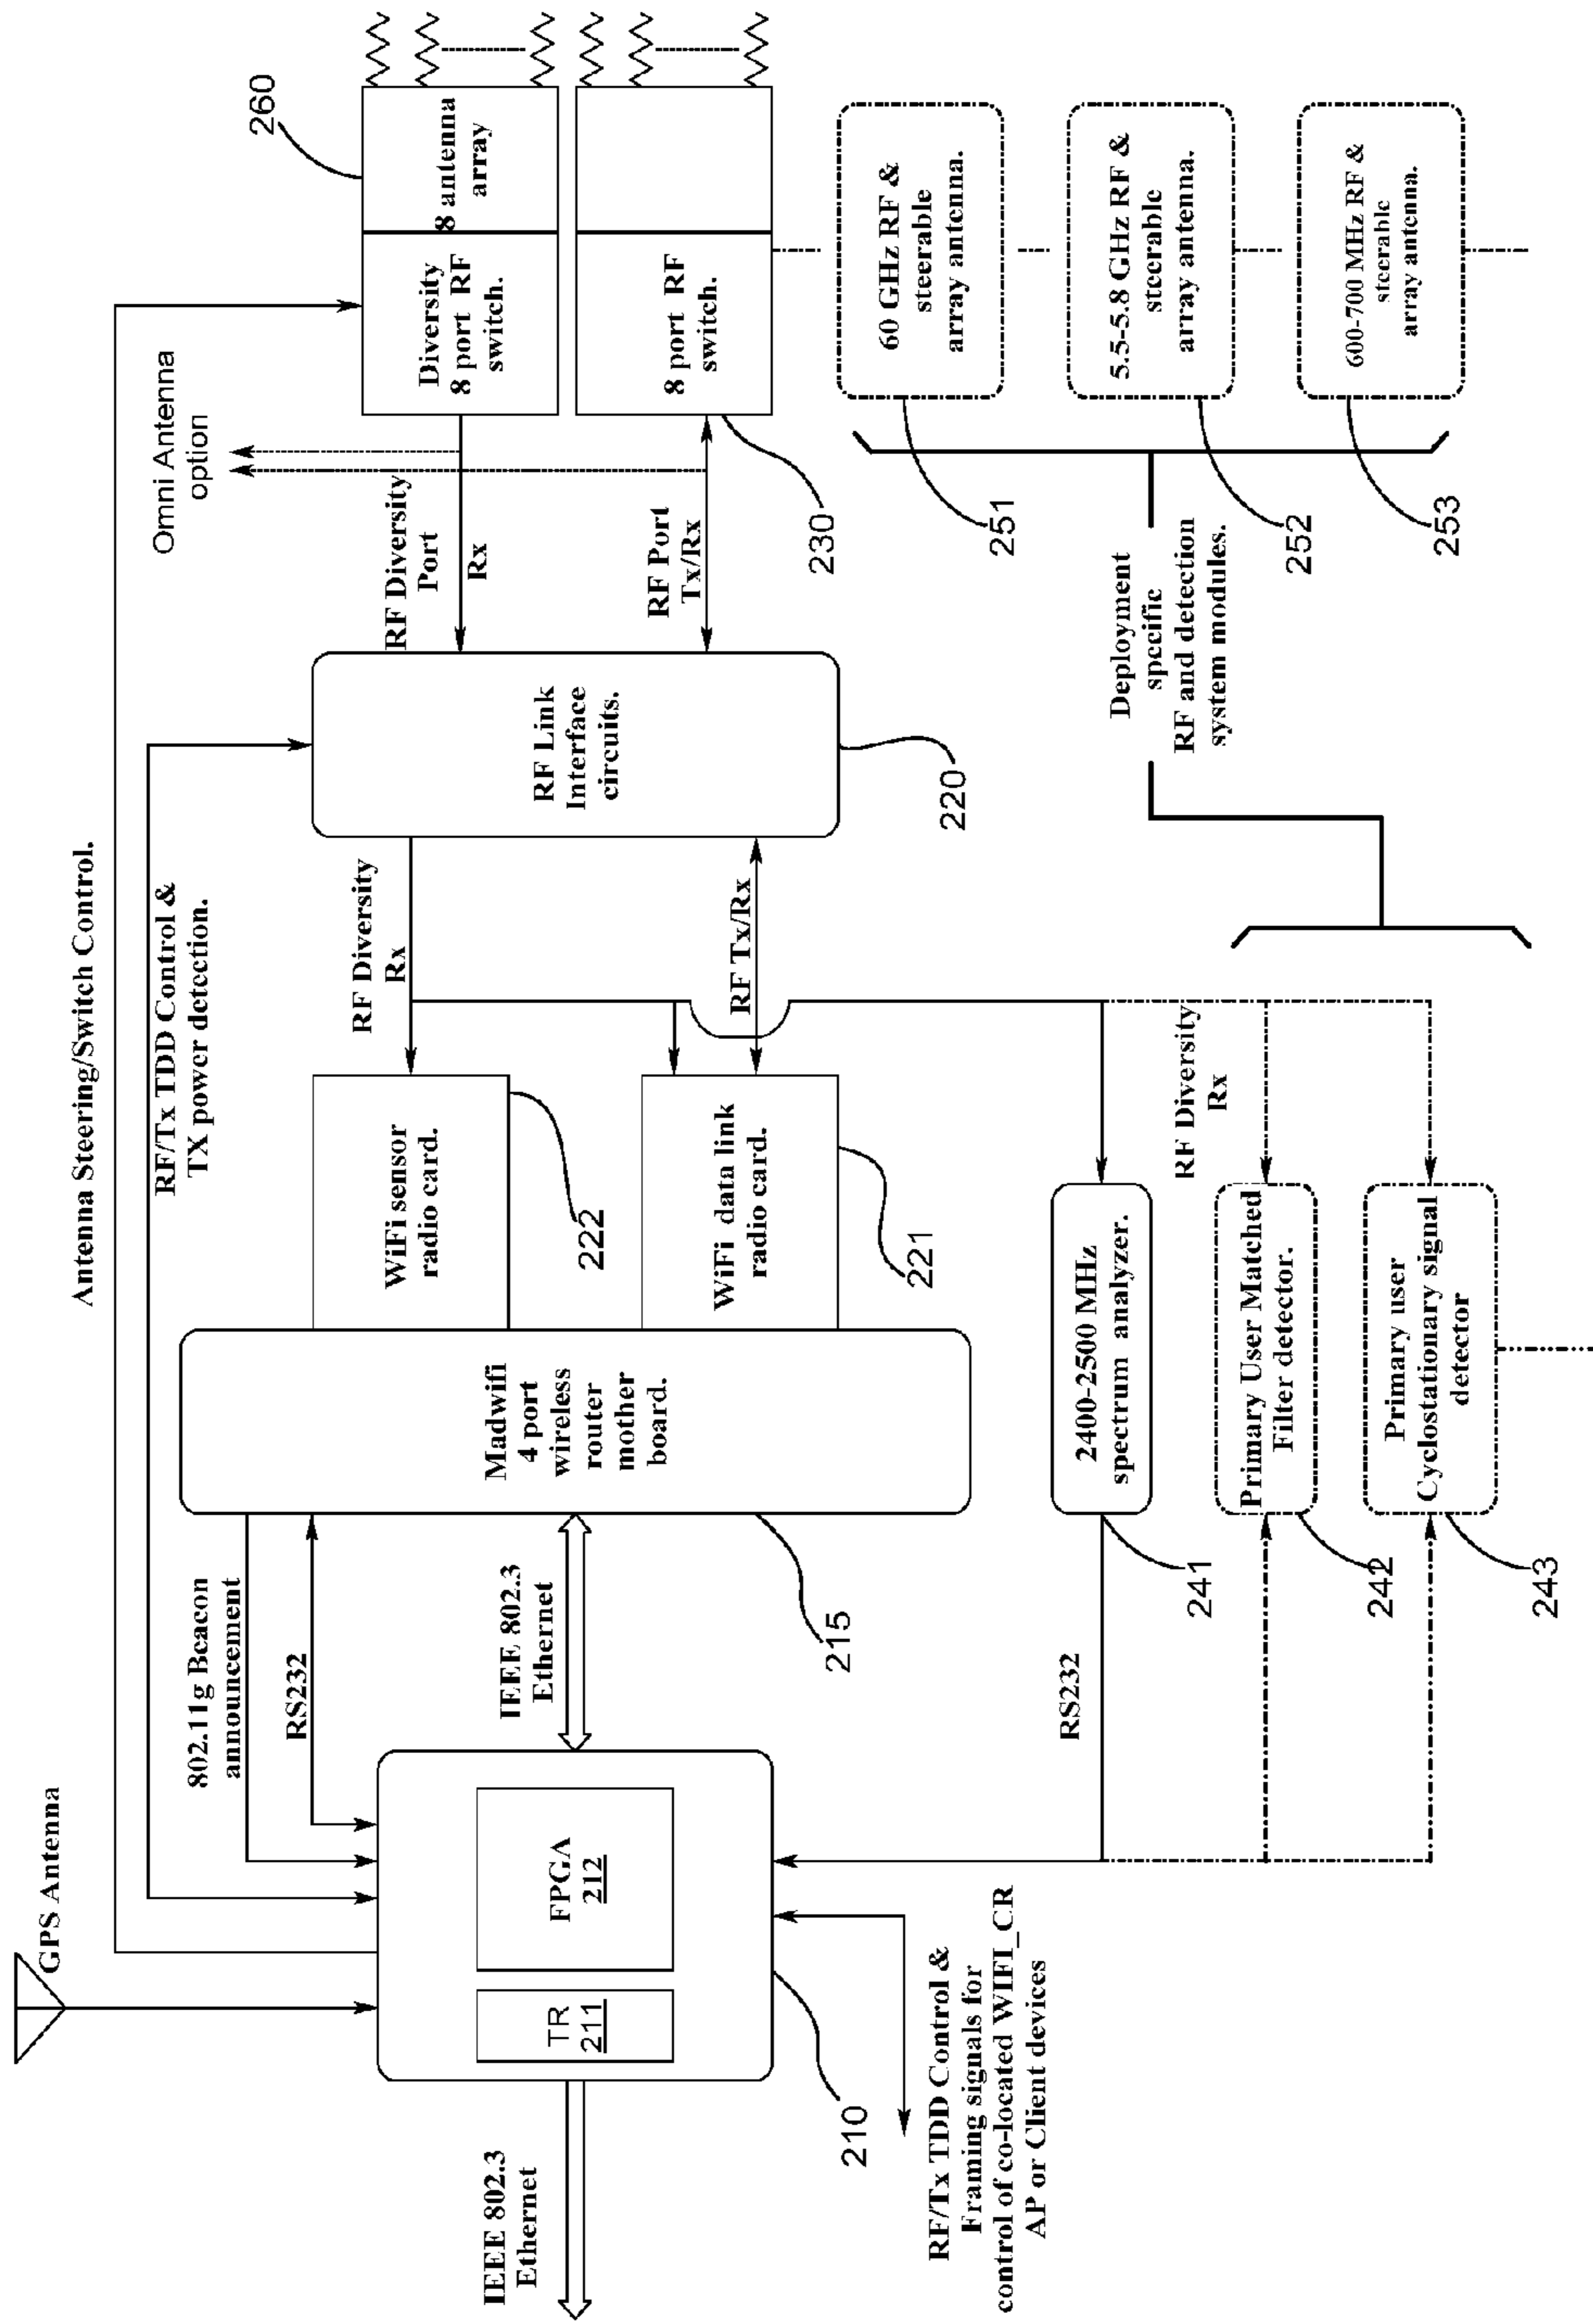 GPS Antenna
Antenna Steering/Switch Control.
RF/Tx TDD Control &
TX power detection.
802.11g Beacon
announcement
RS232
IEEE 802.3
Ethernet
IEEE 802.3
Ethernet
TR
211
FPGA
212
210
RF/Tx TDD Control &
Framing signals for
control of co-located WIFI_CR
AP or Client devices
Madwifi
4 port
wireless
router
mother
board.
215
WiFi sensor
radio card.
222
WiFi data link
radio card.
221
RF Diversity
Rx
RF Tx/Rx
RF Link
Interface
circuits.
220
RF Diversity
Port
Rx
RF Port
Tx/Rx
Omni Antenna
option
Diversity
8 port RF
switch.
8 antenna
array
260
8 port RF
switch.
230
60 GHz RF &
steerable
array antenna.
251
5.5-5.8 GHz RF &
steerable
array antenna.
252
600-700 MHz RF &
steerable
array antenna.
253
Deployment
specific
RF and detection
system modules.
RS232
2400-2500 MHz
spectrum analyzer.
241
RF Diversity
Rx
Primary User Matched
Filter detector.
242
Primary user
Cyclostationary signal
detector
243